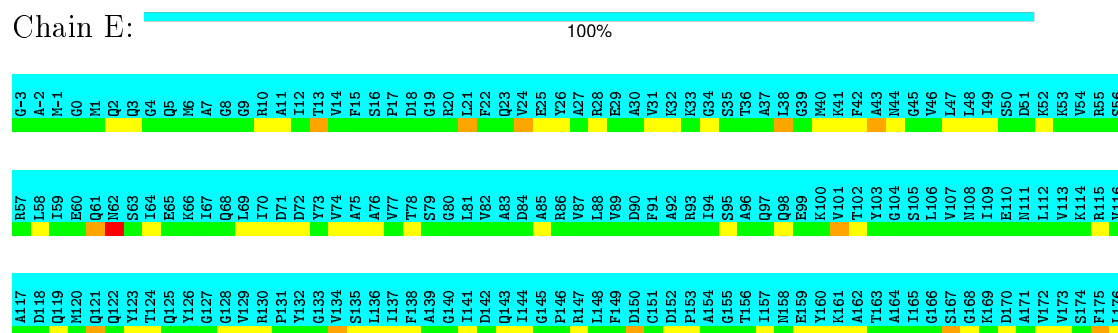 Chain E:
100%
G-3 A-2 M-1 G0 M1 Q2 Q3 G4 Q5 M6 A7 G8 G9 R10 A11 I12 T13 V14 F15 S16 P17 D18 G19 R20 L21 F22 Q23 V24 E25 Y26 A27 R28 E29 A30 V31 K32 K33 G34 S35 T36 A37 L38 G39 M40 K41 F42 A43 N44 G45 V46 L47 L48 I49 S50 D51 K52 K53 V54 R55 S56
R57 L58 I59 E60 Q61 N62 S63 I64 E65 K66 I67 Q68 L69 I70 D71 D72 Y73 V74 A75 A76 V77 T78 S79 G80 L81 V82 A83 D84 A85 R86 V87 L88 V89 D90 F91 A92 R93 I94 S95 A96 Q97 Q98 E99 K100 V101 T102 Y103 G104 S105 L106 V107 N108 I109 E110 N111 L112 V113 K114 R115 V116
A117 D118 Q119 M120 Q121 Q122 Y123 T124 Q125 Y126 G127 G128 V129 R130 P131 Y132 G133 V134 S135 L136 I137 F138 A139 G140 I141 D142 Q143 I144 G145 P146 R147 L148 F149 D150 C151 D152 P153 A154 G155 T156 I157 N158 E159 Y160 K161 A162 T163 A164 I165 G166 S167 G168 K169 D170 A171 V172 V173 S174 F175 L176